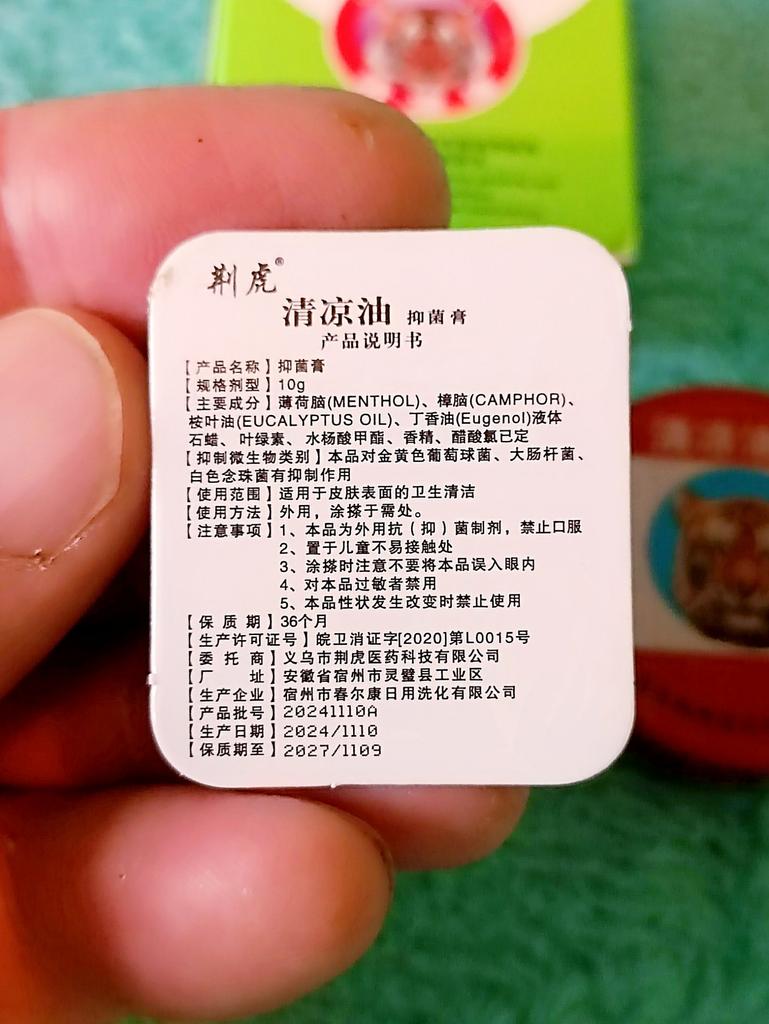 荆虎®
清凉油 抑菌膏
产品说明书
【产品名称】抑菌膏
【规格剂型】10g
【主要成分】薄荷脑(MENTHOL)、樟脑(CAMPHOR)、
桉叶油(EUCALYPTUS OIL)、丁香油(Eugenol)液体
石蜡、叶绿素、水杨酸甲酯、香精、醋酸氯已定
【抑制微生物类别】本品对金黄色葡萄球菌、大肠杆菌、
白色念珠菌有抑制作用
【使用范围】适用于皮肤表面的卫生清洁
【使用方法】外用，涂搽于需处。
【注意事项】1、本品为外用抗（抑）菌制剂，禁止口服
2、置于儿童不易接触处
3、涂搽时注意不要将本品误入眼内
4、对本品过敏者禁用
5、本品性状发生改变时禁止使用
【保质期】36个月
【生产许可证号】皖卫消证字[2020]第L0015号
【委托商】义乌市荆虎医药科技有限公司
【厂址】安徽省宿州市灵璧县工业区
【生产企业】宿州市春尔康日用洗化有限公司
【产品批号】20241110A
【生产日期】2024/1110
【保质期至】2027/1109